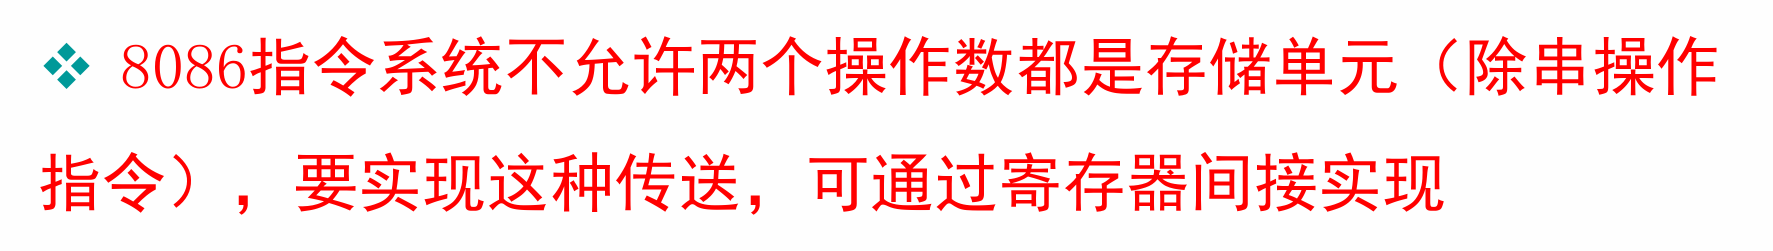 ❖ 8086指令系统不允许两个操作数都是存储单元（除串操作
指令），要实现这种传送，可通过寄存器间接实现